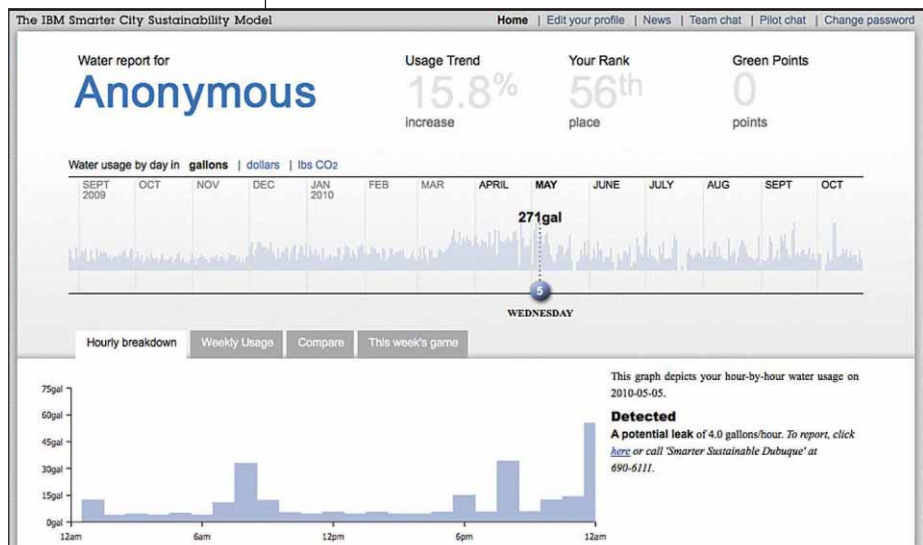 The IBM Smarter City Sustainability Model
Home | Edit your profile | News | Team chat | Pilot chat | Change password
Water report for
Anonymous
Usage Trend
15.8%
increase
Your Rank
56th
place
Green Points
0
points
Water usage by day in gallons | dollars | lbs CO2
SEPT 2009 OCT NOV DEC JAN 2010 FEB MAR APRIL MAY JUNE JULY AUG SEPT OCT
271gal
5
WEDNESDAY
Hourly breakdown Weekly Usage Compare This week's game
This graph depicts your hour-by-hour water usage on
2010-05-05.
Detected
A potential leak of 4.0 gallons/hour. To report, click
here or call 'Smarter Sustainable Dubuque' at
690-6111.
75gal
60gal
45gal
30gal
15gal
0gal
12am 6am 12pm 6pm 12am